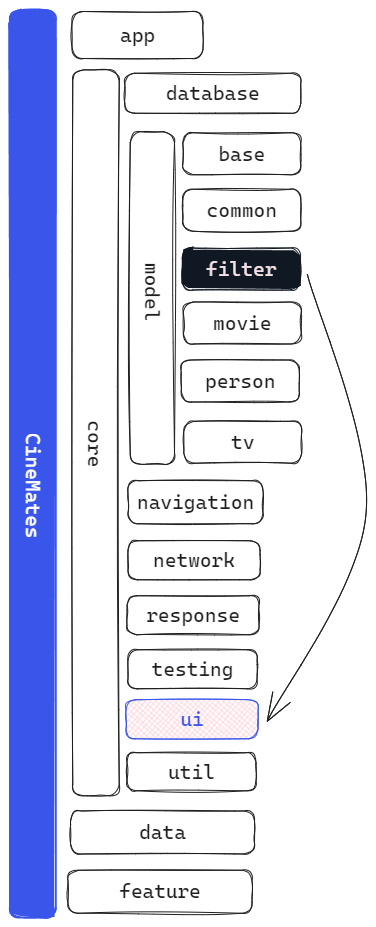 CineMates
app
core
database
model
base
common
filter
movie
person
tv
navigation
network
response
testing
ui
util
data
feature